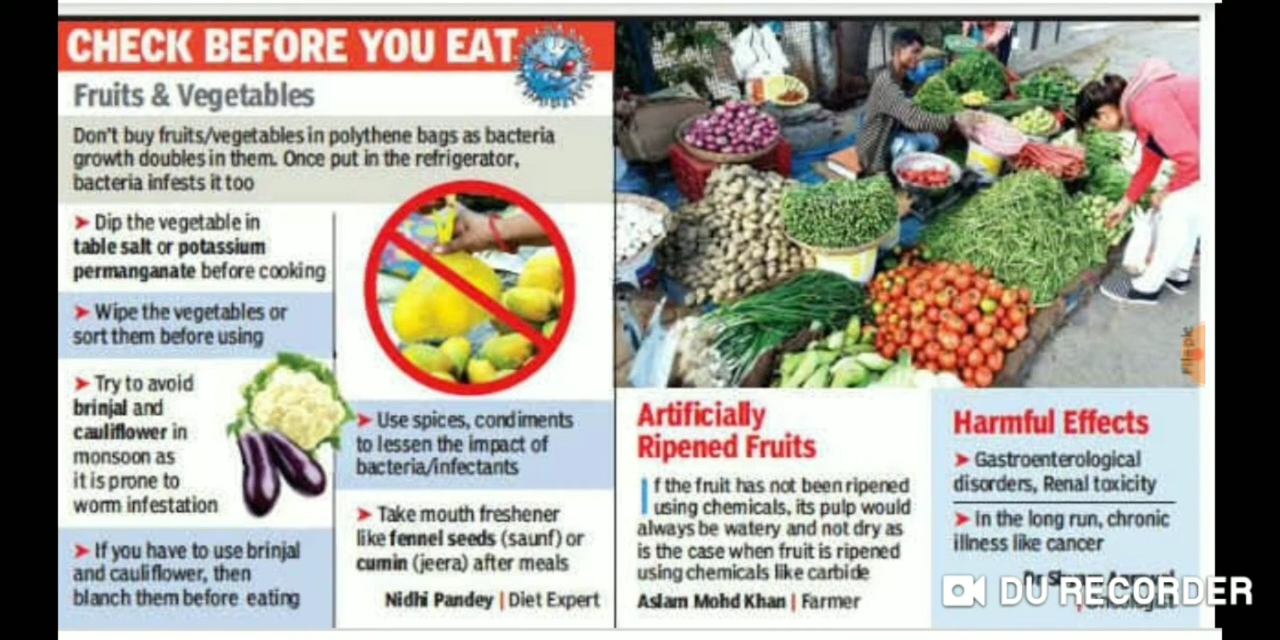 CHECK BEFORE YOU EAT
Fruits & Vegetables
Don't buy fruits/vegetables in polythene bags as bacteria
growth doubles in them. Once put in the refrigerator,
bacteria infests it too
➤ Dip the vegetable in
table salt or potassium
permanganate before cooking
➤ Wipe the vegetables or
sort them before using
➤ Try to avoid
brinjal and
cauliflower in
monsoon as
it is prone to
worm infestation
➤ If you have to use brinjal
and cauliflower, then
blanch them before eating
➤ Use spices, condiments
to lessen the impact of
bacteria/infectants
➤ Take mouth freshener
like fennel seeds (saunf) or
cumin (jeera) after meals
Nidhi Pandey | Diet Expert
File pic
Artificially
Ripened Fruits
If the fruit has not been ripened
using chemicals, its pulp would
always be watery and not dry as
is the case when fruit is ripened
using chemicals like carbide
Aslam Mohd Khan | Farmer
Harmful Effects
➤ Gastroenterological
disorders, Renal toxicity
➤ In the long run, chronic
illness like cancer
Dr
DU RECORDER